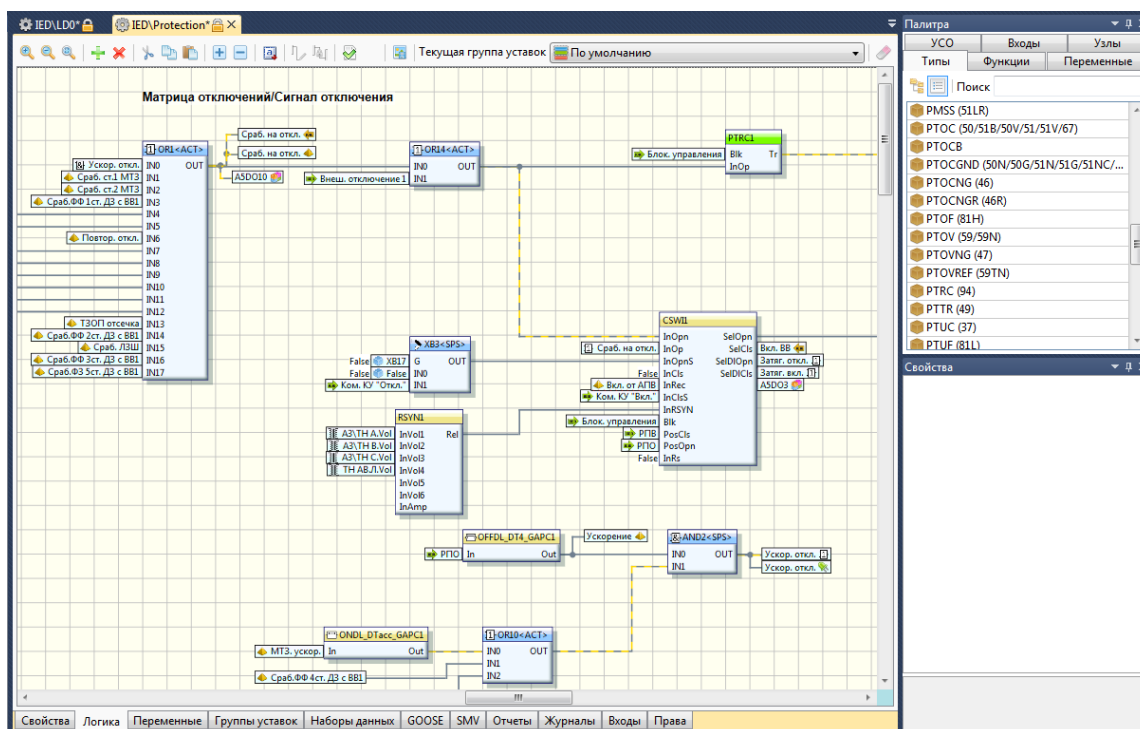 IED\LD0*
IED\Protection*
Текущая группа уставок
По умолчанию
Матрица отключений/Сигнал отключения
OR1<ACT>
Ускор. откл. IN0 OUT
Сраб. ст.1 МТЗ IN1
Сраб. ст.2 МТЗ IN2
Сраб.ФФ 1ст. ДЗ с ВВ1 IN3
IN4
IN5
Повтор. откл. IN6
IN7
IN8
IN9
IN10
IN11
IN12
ТЗОП отсечка IN13
Сраб.ФФ 2ст. ДЗ с ВВ1 IN14
Сраб. ЛЗШ IN15
Сраб.ФФ 3ст. ДЗ с ВВ1 IN16
Сраб.ФЗ 5ст. ДЗ с ВВ1 IN17
Сраб. на откл.
Сраб. на откл.
A5DO10
OR14<ACT>
IN0 OUT
Внеш. отключение 1 IN1
PTRC1
Блок. управления Blk Tr
InOp
XB3<SPS>
False XB17 G OUT
False False IN0
Ком. КУ "Откл." IN1
CSWI1
InOpn SelOpn
Сраб. на откл. InOp SelCls Вкл. ВВ
InOpnS SelDlOpn Затяг. откл.
False InCls SelDlCls Затяг. вкл.
Вкл. от АПВ InRec A5DO3
Ком. КУ "Вкл." InClsS
InRSYN
Блок. управления Blk
РПВ PosCls
РПО PosOpn
False InRs
RSYN1
А3\ТН А.Vol InVol1 Rel
А3\ТН В.Vol InVol2
А3\ТН С.Vol InVol3
ТН АВ.Л.Vol InVol4
InVol5
InVol6
InAmp
OFFDL_DT4_GAPC1
РПО In Out
Ускорение
AND2<SPS>
IN0 OUT
IN1
Ускор. откл.
Ускор. откл.
ONDL_DTacc_GAPC1
МТЗ. ускор. In Out
OR10<ACT>
IN0 OUT
IN1
IN2
Сраб.ФФ 4ст. ДЗ с ВВ1
Свойства Логика Переменные Группы уставок Наборы данных GOOSE SMV Отчеты Журналы Входы Права
Палитра
УСО Входы Узлы
Типы Функции Переменные
Поиск
PMSS (51LR)
PTOC (50/51B/50V/51/51V/67)
PTOCB
PTOCGND (50N/50G/51N/51G/51NC/...
PTOCNG (46)
PTOCNGR (46R)
PTOF (81H)
PTOV (59/59N)
PTOVNG (47)
PTOVREF (59TN)
PTRC (94)
PTTR (49)
PTUC (37)
PTUF (81L)
Свойства